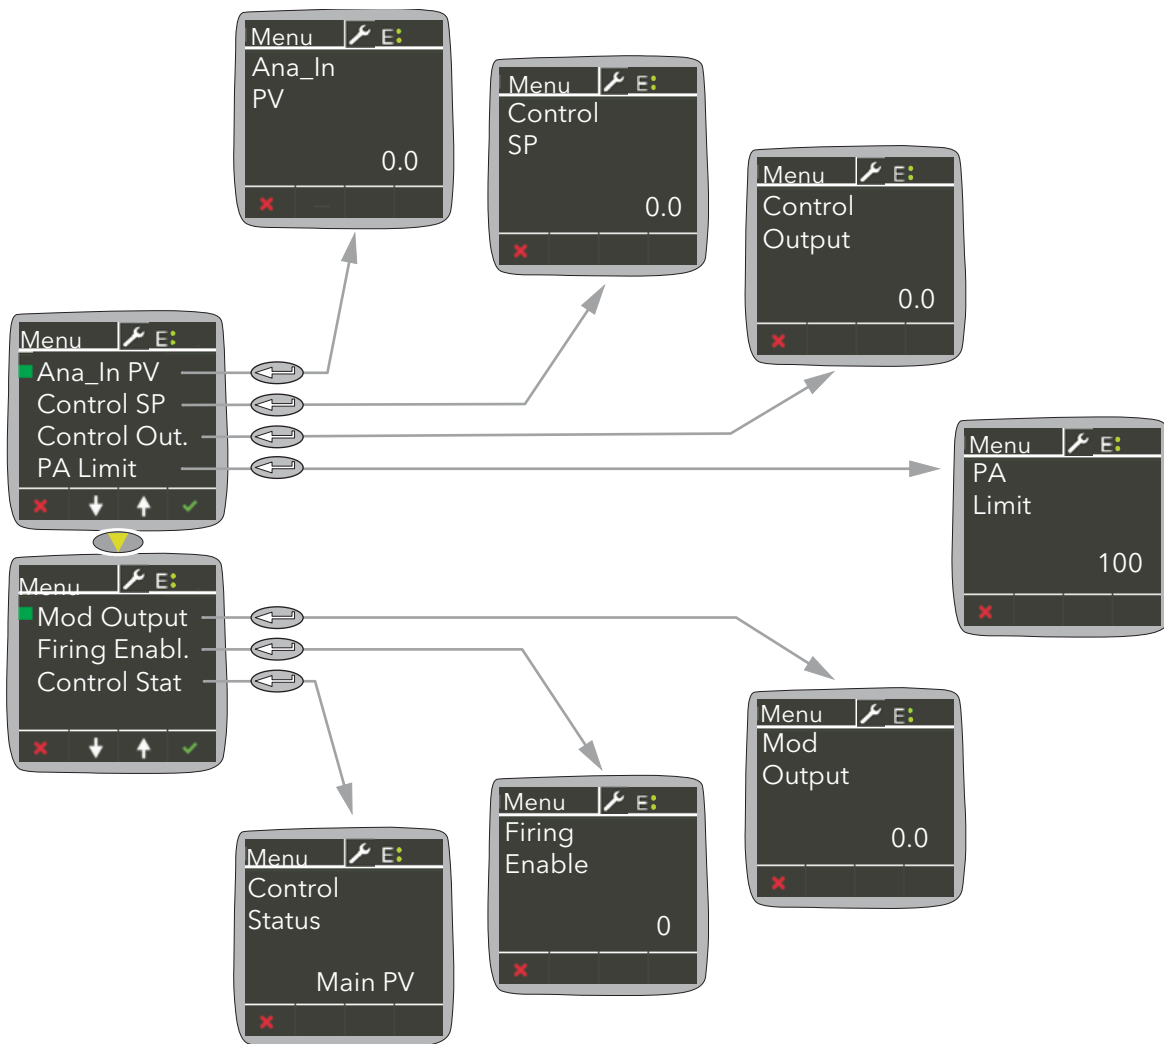 Menu E:
Ana_In
PV
0.0
Menu E:
Control
SP
0.0
Menu E:
Control
Output
0.0
Menu E:
Ana_In PV
Control SP
Control Out.
PA Limit
Menu E:
PA
Limit
100
Menu E:
Mod Output
Firing Enabl.
Control Stat
Menu E:
Mod
Output
0.0
Menu E:
Firing
Enable
0
Menu E:
Control
Status
Main PV